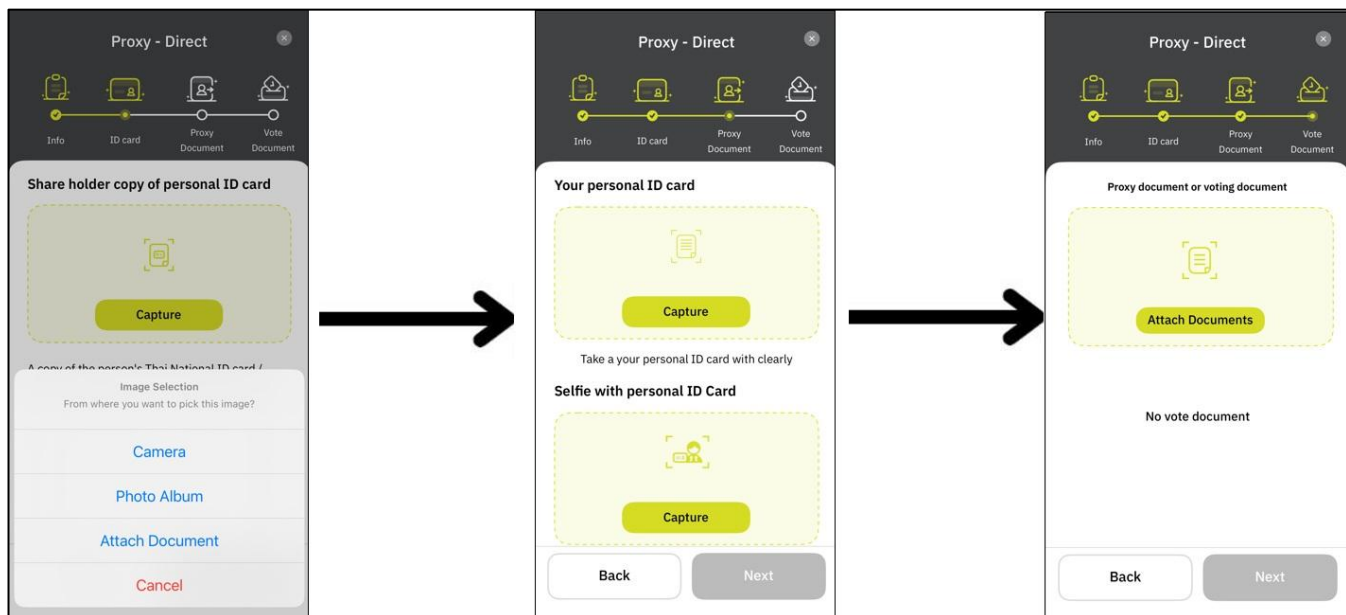 Proxy - Direct
Info
ID card
Proxy
Document
Vote
Document
Share holder copy of personal ID card
Capture
A copy of the person's Thai National ID card /
Image Selection
From where you want to pick this image?
Camera
Photo Album
Attach Document
Cancel
Proxy - Direct
Info
ID card
Proxy
Document
Vote
Document
Your personal ID card
Capture
Take a your personal ID card with clearly
Selfie with personal ID Card
Capture
Back
Next
Proxy - Direct
Info
ID card
Proxy
Document
Vote
Document
Proxy document or voting document
Attach Documents
No vote document
Back
Next